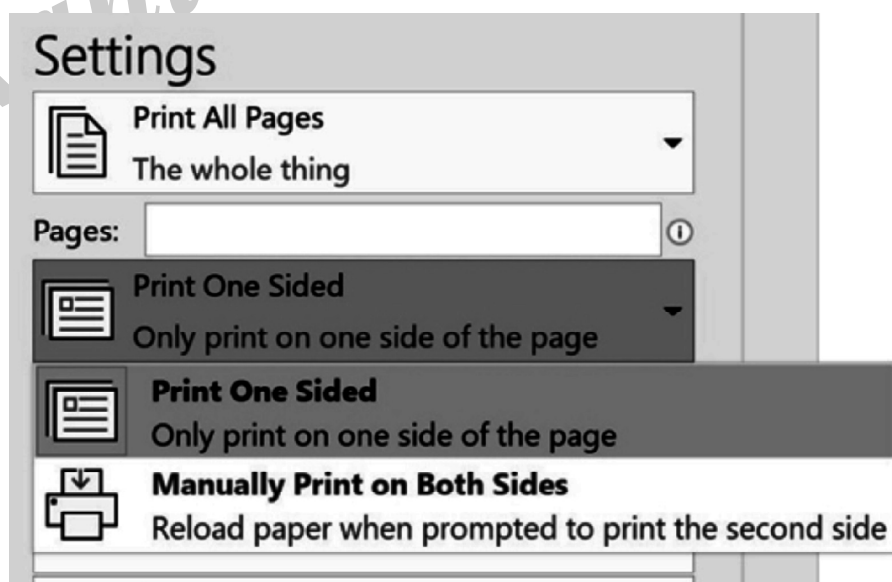 Settings
Print All Pages
The whole thing
Pages:
Print One Sided
Only print on one side of the page
Print One Sided
Only print on one side of the page
Manually Print on Both Sides
Reload paper when prompted to print the second side